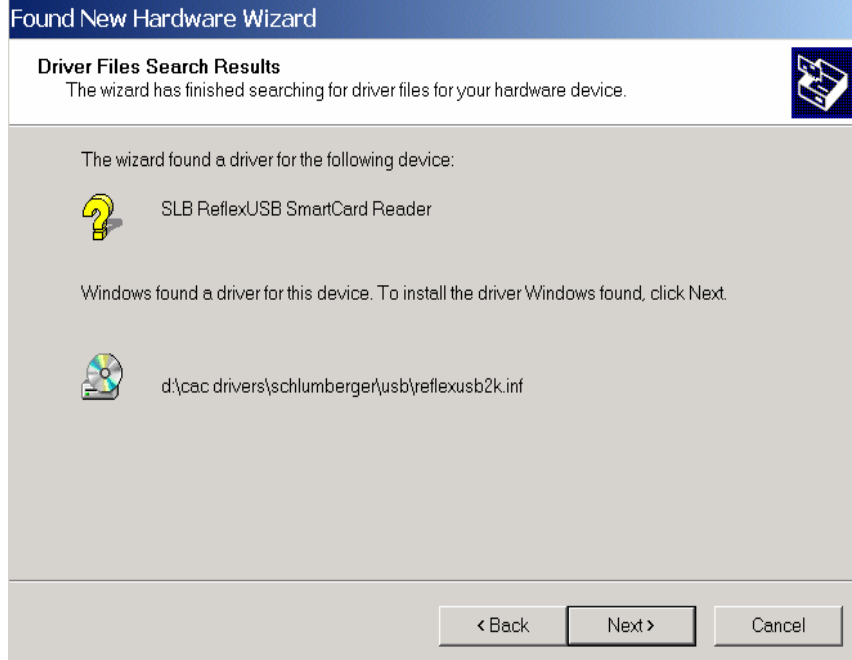 Found New Hardware Wizard
Driver Files Search Results
The wizard has finished searching for driver files for your hardware device.
The wizard found a driver for the following device:
SLB ReflexUSB SmartCard Reader
Windows found a driver for this device. To install the driver Windows found, click Next.
d:\cac drivers\schlumberger\usb\reflexusb2k.inf
< Back Next > Cancel